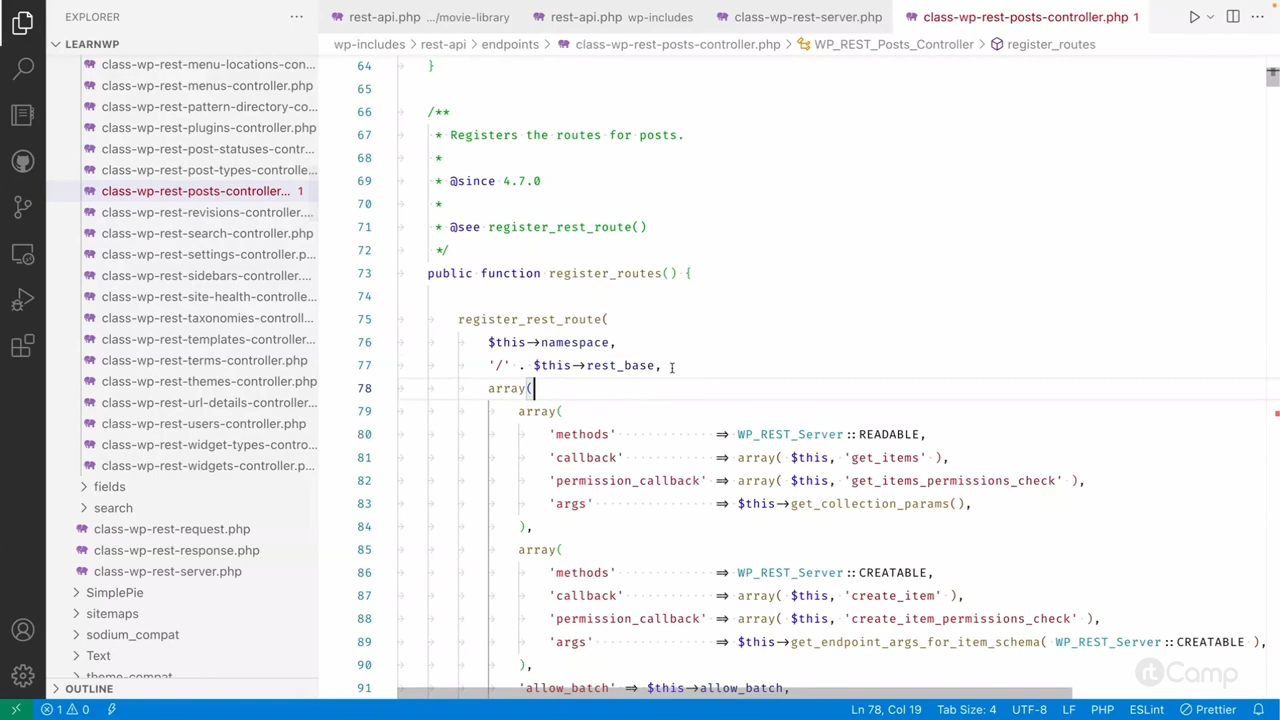 EXPLORER
LEARNWP
class-wp-rest-menu-locations-con...
class-wp-rest-menus-controller.php
class-wp-rest-pattern-directory-co...
class-wp-rest-plugins-controller.php
class-wp-rest-post-statuses-contr...
class-wp-rest-post-types-controlle...
class-wp-rest-posts-controller... 1
class-wp-rest-revisions-controller....
class-wp-rest-search-controller.php
class-wp-rest-settings-controller.p...
class-wp-rest-sidebars-controller...
class-wp-rest-site-health-controlle...
class-wp-rest-taxonomies-controll...
class-wp-rest-templates-controller...
class-wp-rest-terms-controller.php
class-wp-rest-themes-controller.php
class-wp-rest-url-details-controller...
class-wp-rest-users-controller.php
class-wp-rest-widget-types-contro...
class-wp-rest-widgets-controller.p...
fields
search
class-wp-rest-request.php
class-wp-rest-response.php
class-wp-rest-server.php
SimplePie
sitemaps
sodium_compat
Text
theme-compat
OUTLINE
rest-api.php .../movie-library
rest-api.php wp-includes
class-wp-rest-server.php
class-wp-rest-posts-controller.php 1
wp-includes > rest-api > endpoints > class-wp-rest-posts-controller.php > WP_REST_Posts_Controller > register_routes
64 }
65
66 /**
67 * Registers the routes for posts.
68 *
69 * @since 4.7.0
70 *
71 * @see register_rest_route()
72 */
73 public function register_routes() {
74
75 register_rest_route(
76 $this->namespace,
77 '/' . $this->rest_base,
78 array(
79 array(
80 'methods' => WP_REST_Server::READABLE,
81 'callback' => array( $this, 'get_items' ),
82 'permission_callback' => array( $this, 'get_items_permissions_check' ),
83 'args' => $this->get_collection_params(),
84 ),
85 array(
86 'methods' => WP_REST_Server::CREATABLE,
87 'callback' => array( $this, 'create_item' ),
88 'permission_callback' => array( $this, 'create_item_permissions_check' ),
89 'args' => $this->get_endpoint_args_for_item_schema( WP_REST_Server::CREATABLE ),
90 ),
91 'allow_batch' => $this->allow_batch,
rtCamp
1 0 Ln 78, Col 19 Tab Size: 4 UTF-8 LF PHP ESLint Prettier